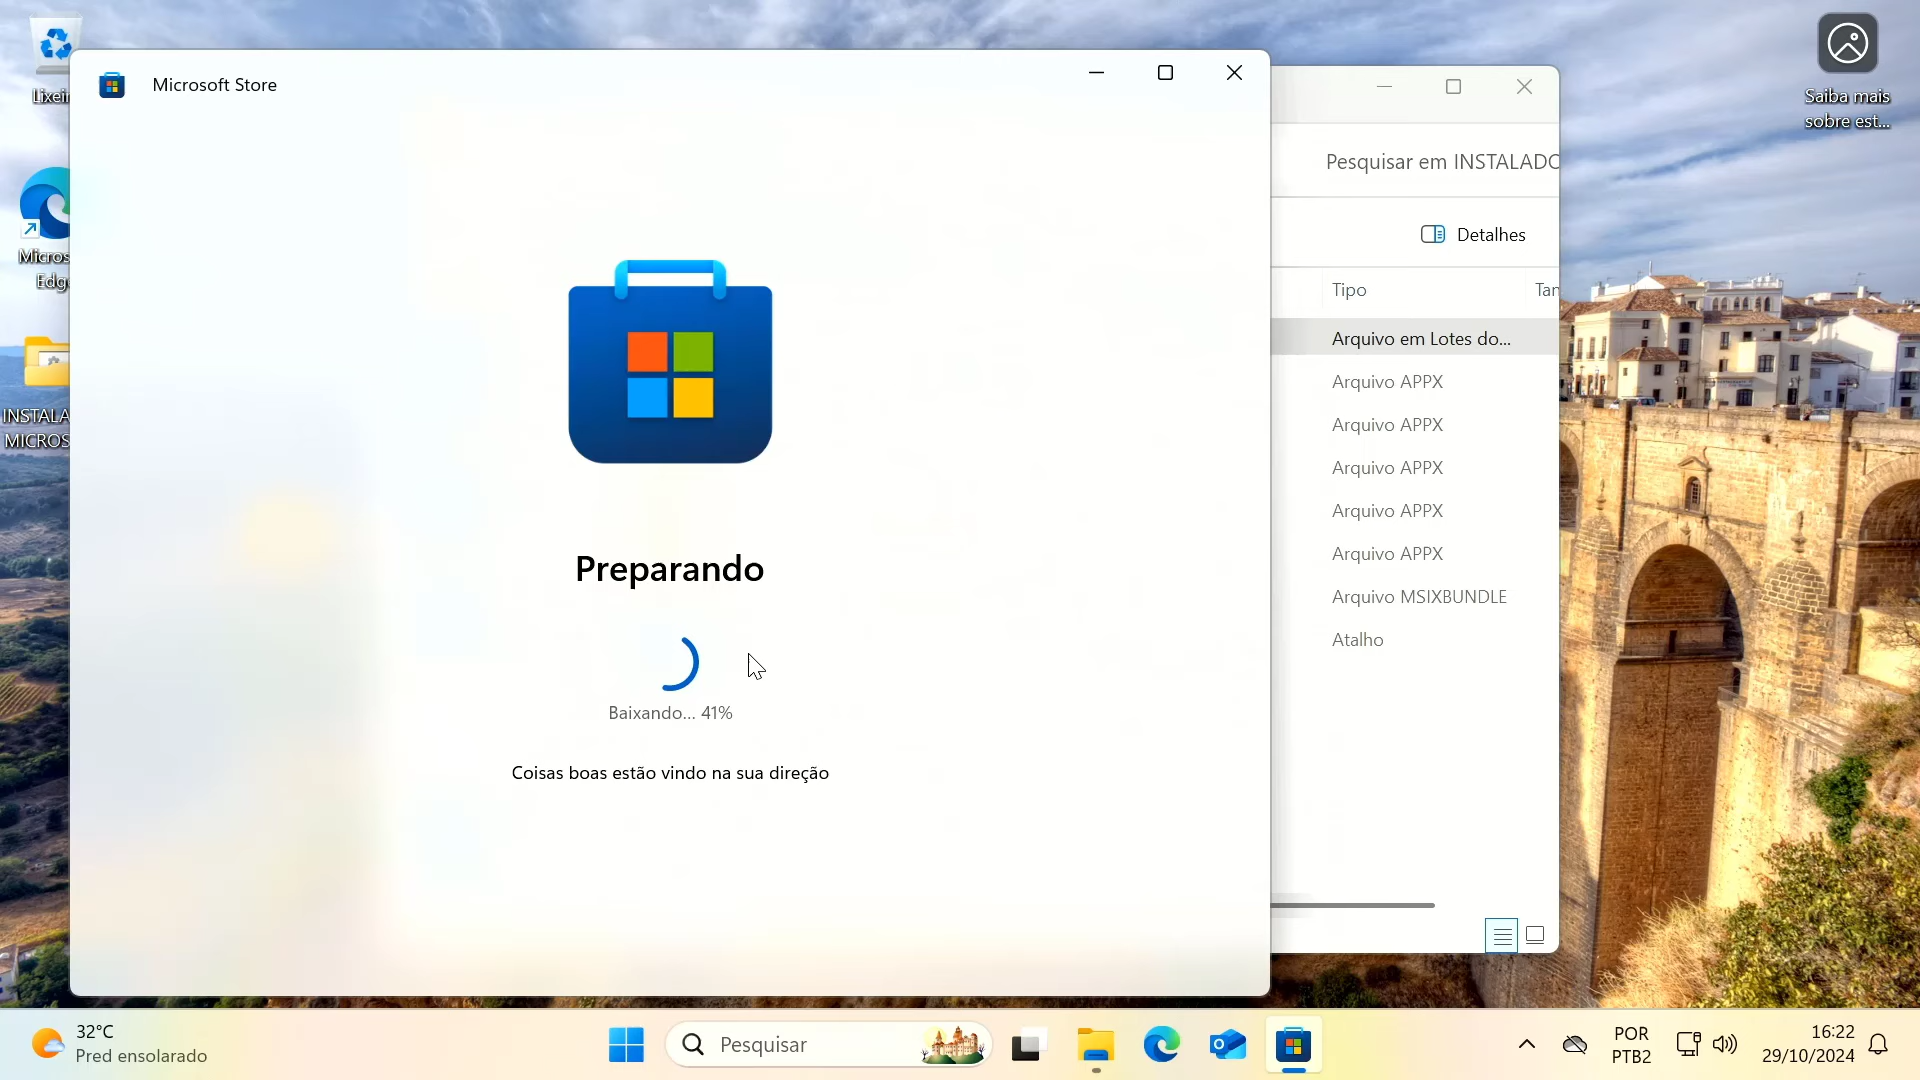 Lixeir
Micros
Edge
INSTALA
MICROS
Microsoft Store
Preparando
Baixando... 41%
Coisas boas estão vindo na sua direção
Pesquisar em INSTALADO
Detalhes
Tipo
Tan
Arquivo em Lotes do...
Arquivo APPX
Arquivo APPX
Arquivo APPX
Arquivo APPX
Arquivo APPX
Arquivo MSIXBUNDLE
Atalho
Saiba mais
sobre est...
32°C
Pred ensolarado
Pesquisar
POR
PTB2
16:22
29/10/2024